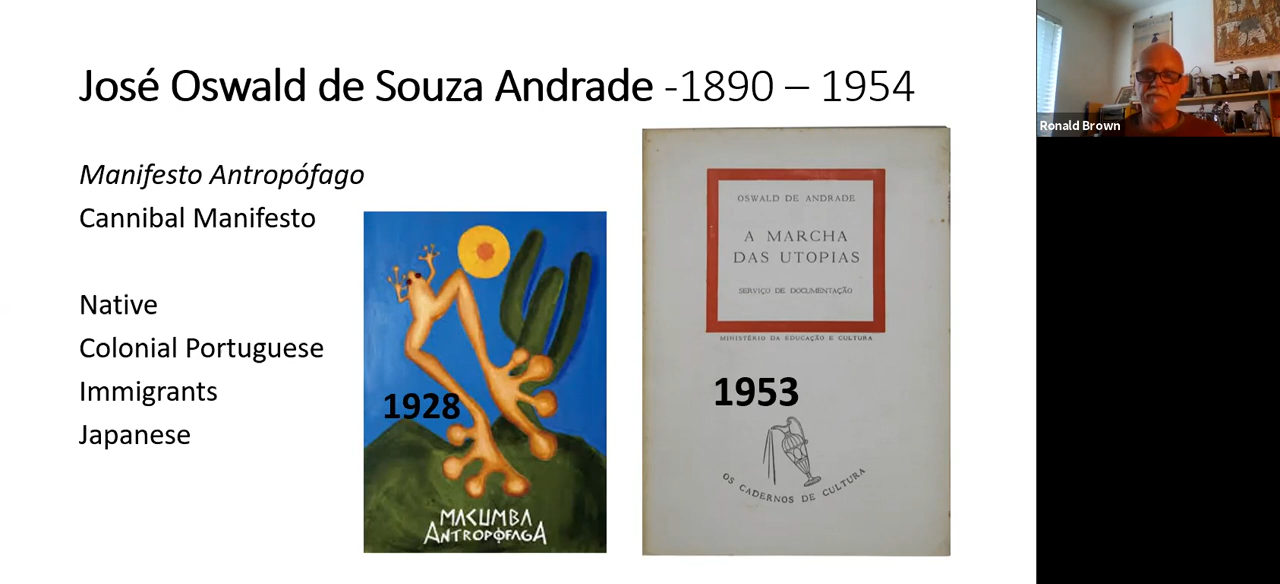 José Oswald de Souza Andrade -1890 – 1954
Manifesto Antropófago
Cannibal Manifesto
Native
Colonial Portuguese
Immigrants
Japanese
1928
MACUMBA
ANTROPÓFAGA
OSWALD DE ANDRADE
A MARCHA
DAS UTOPIAS
SERVIÇO DE DOCUMENTAÇÃO
MINISTÉRIO DA EDUCAÇÃO E CULTURA
1953
OS CADERNOS DE CULTURA
Ronald Brown